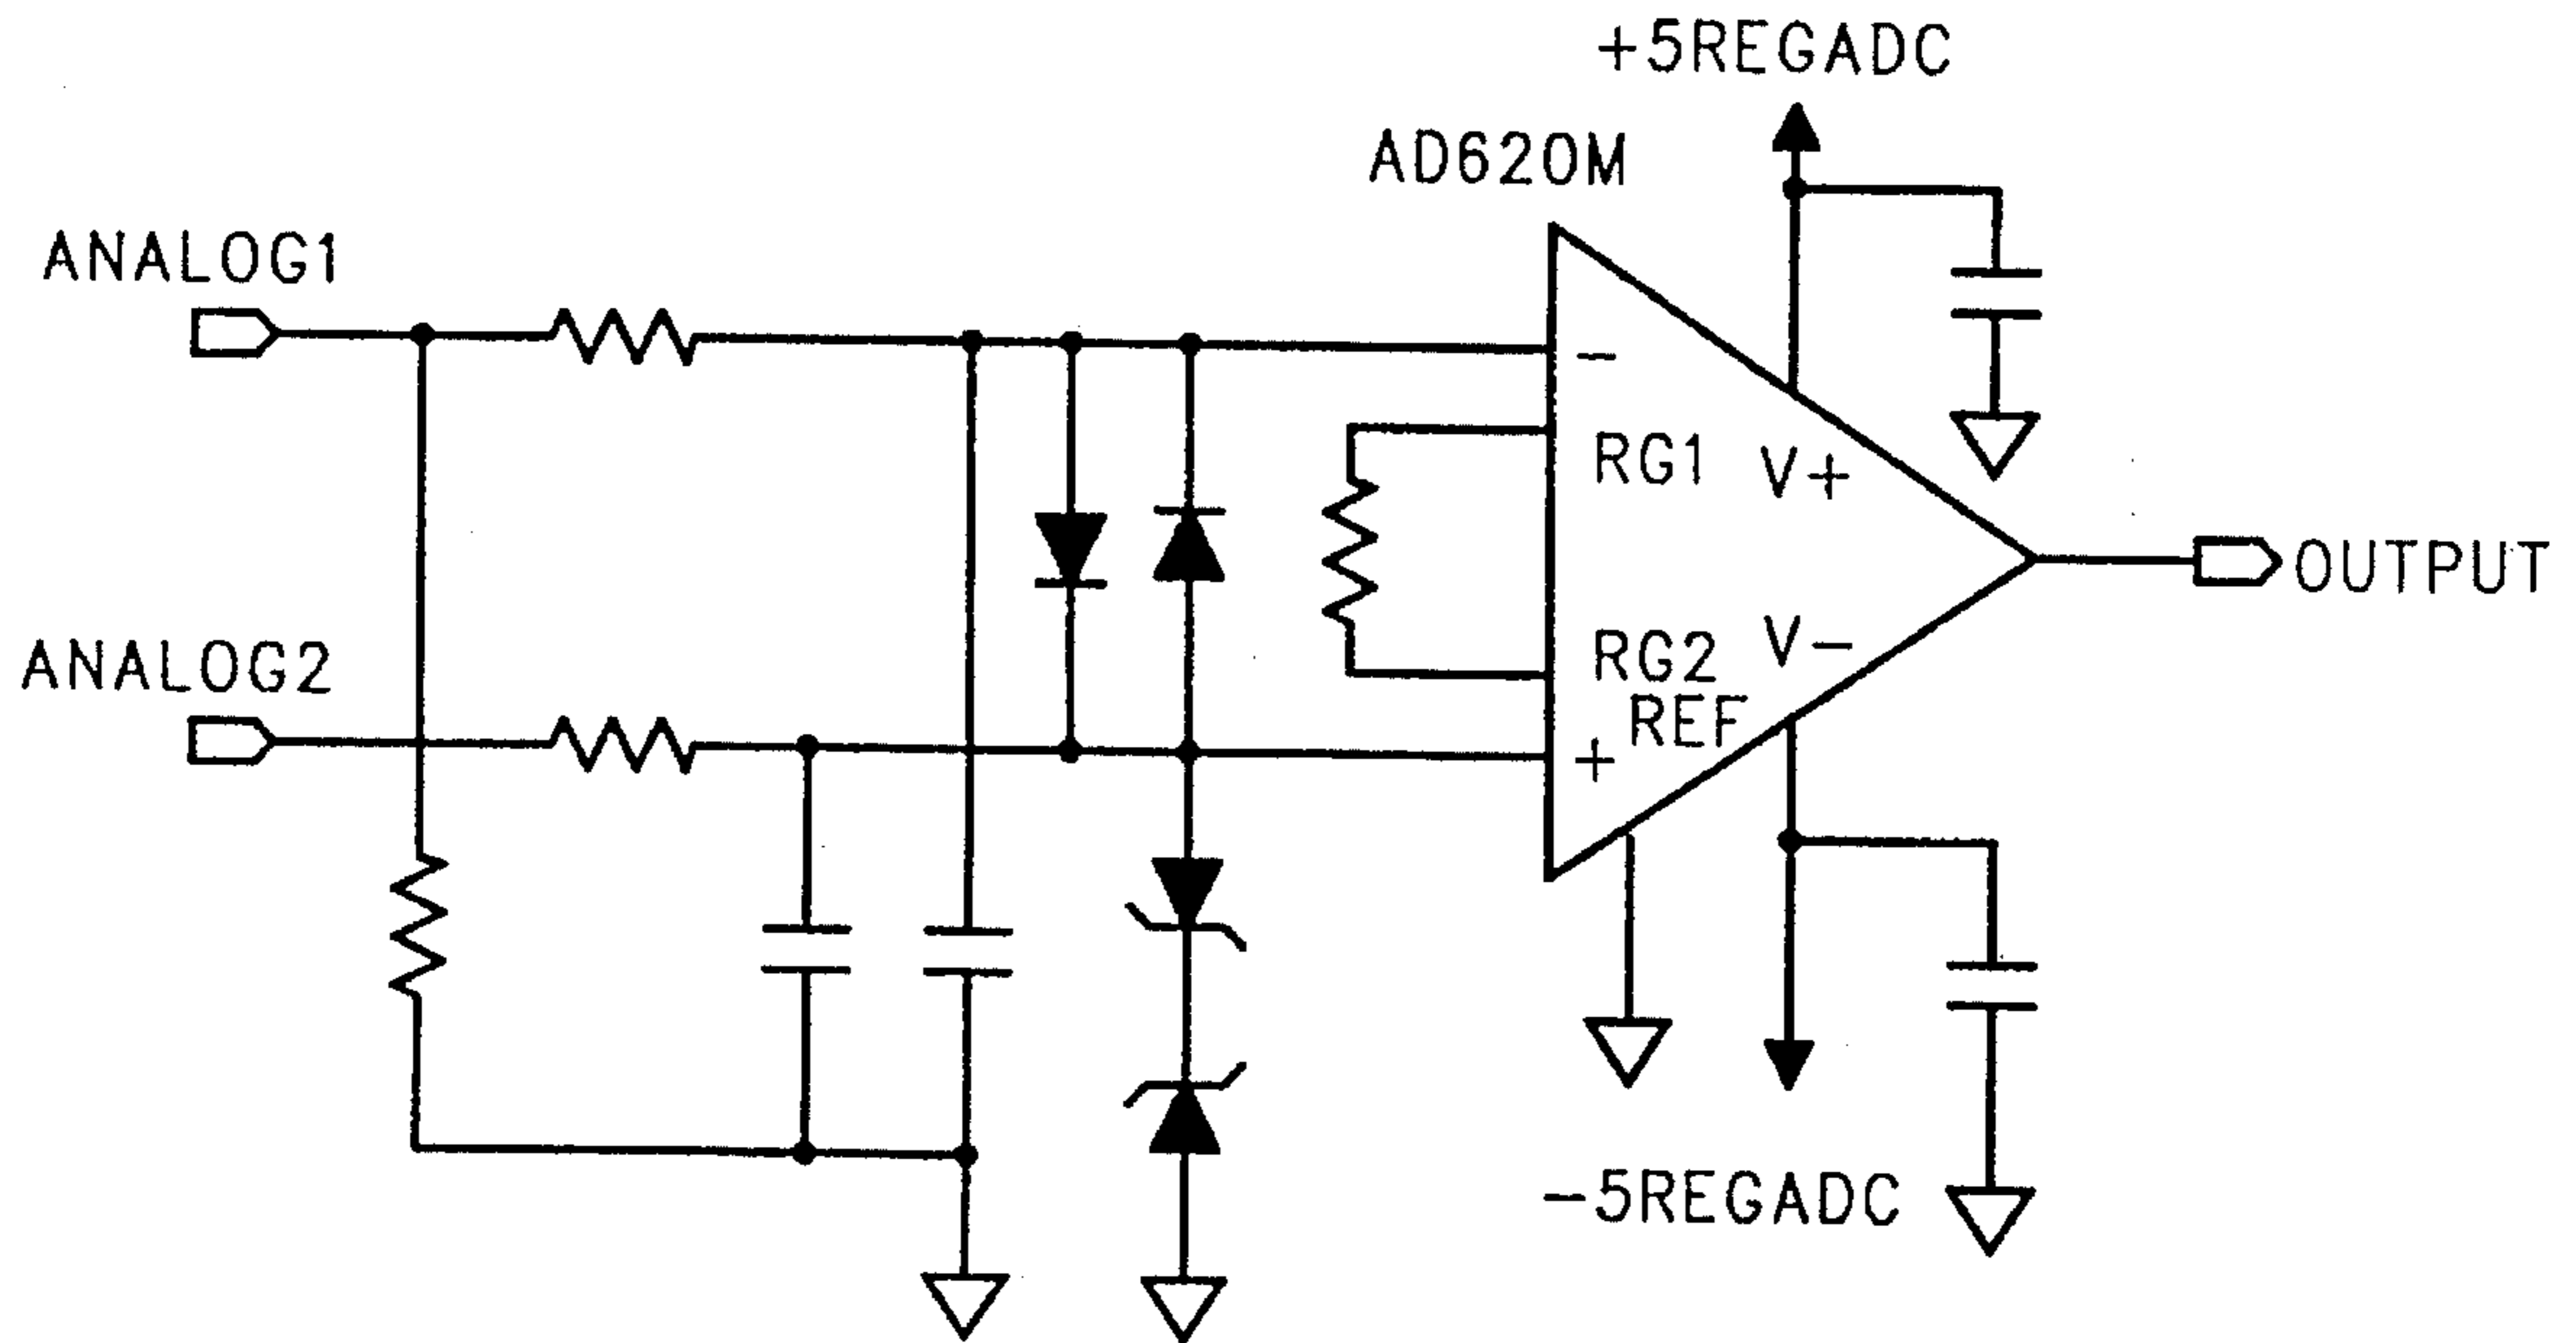 +5REGADC
AD620M
ANALOG1
-
RG1
V+
OUTPUT
ANALOG2
RG2
V-
REF
+
-5REGADC